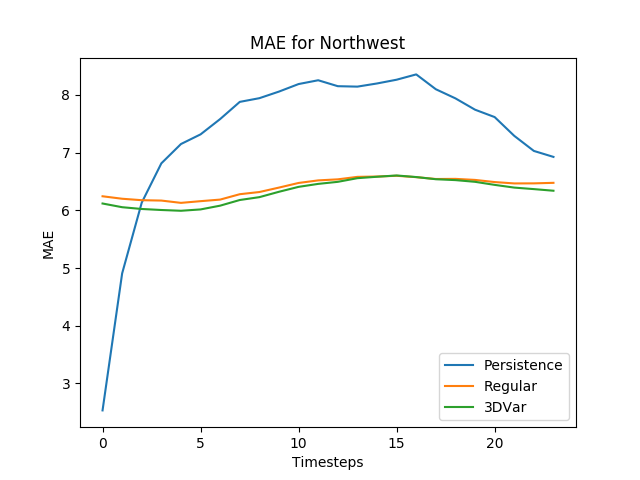 MAE for Northwest
MAE
8
7
6
5
4
3
0 5 10 15 20
Timesteps
Persistence
Regular
3DVar